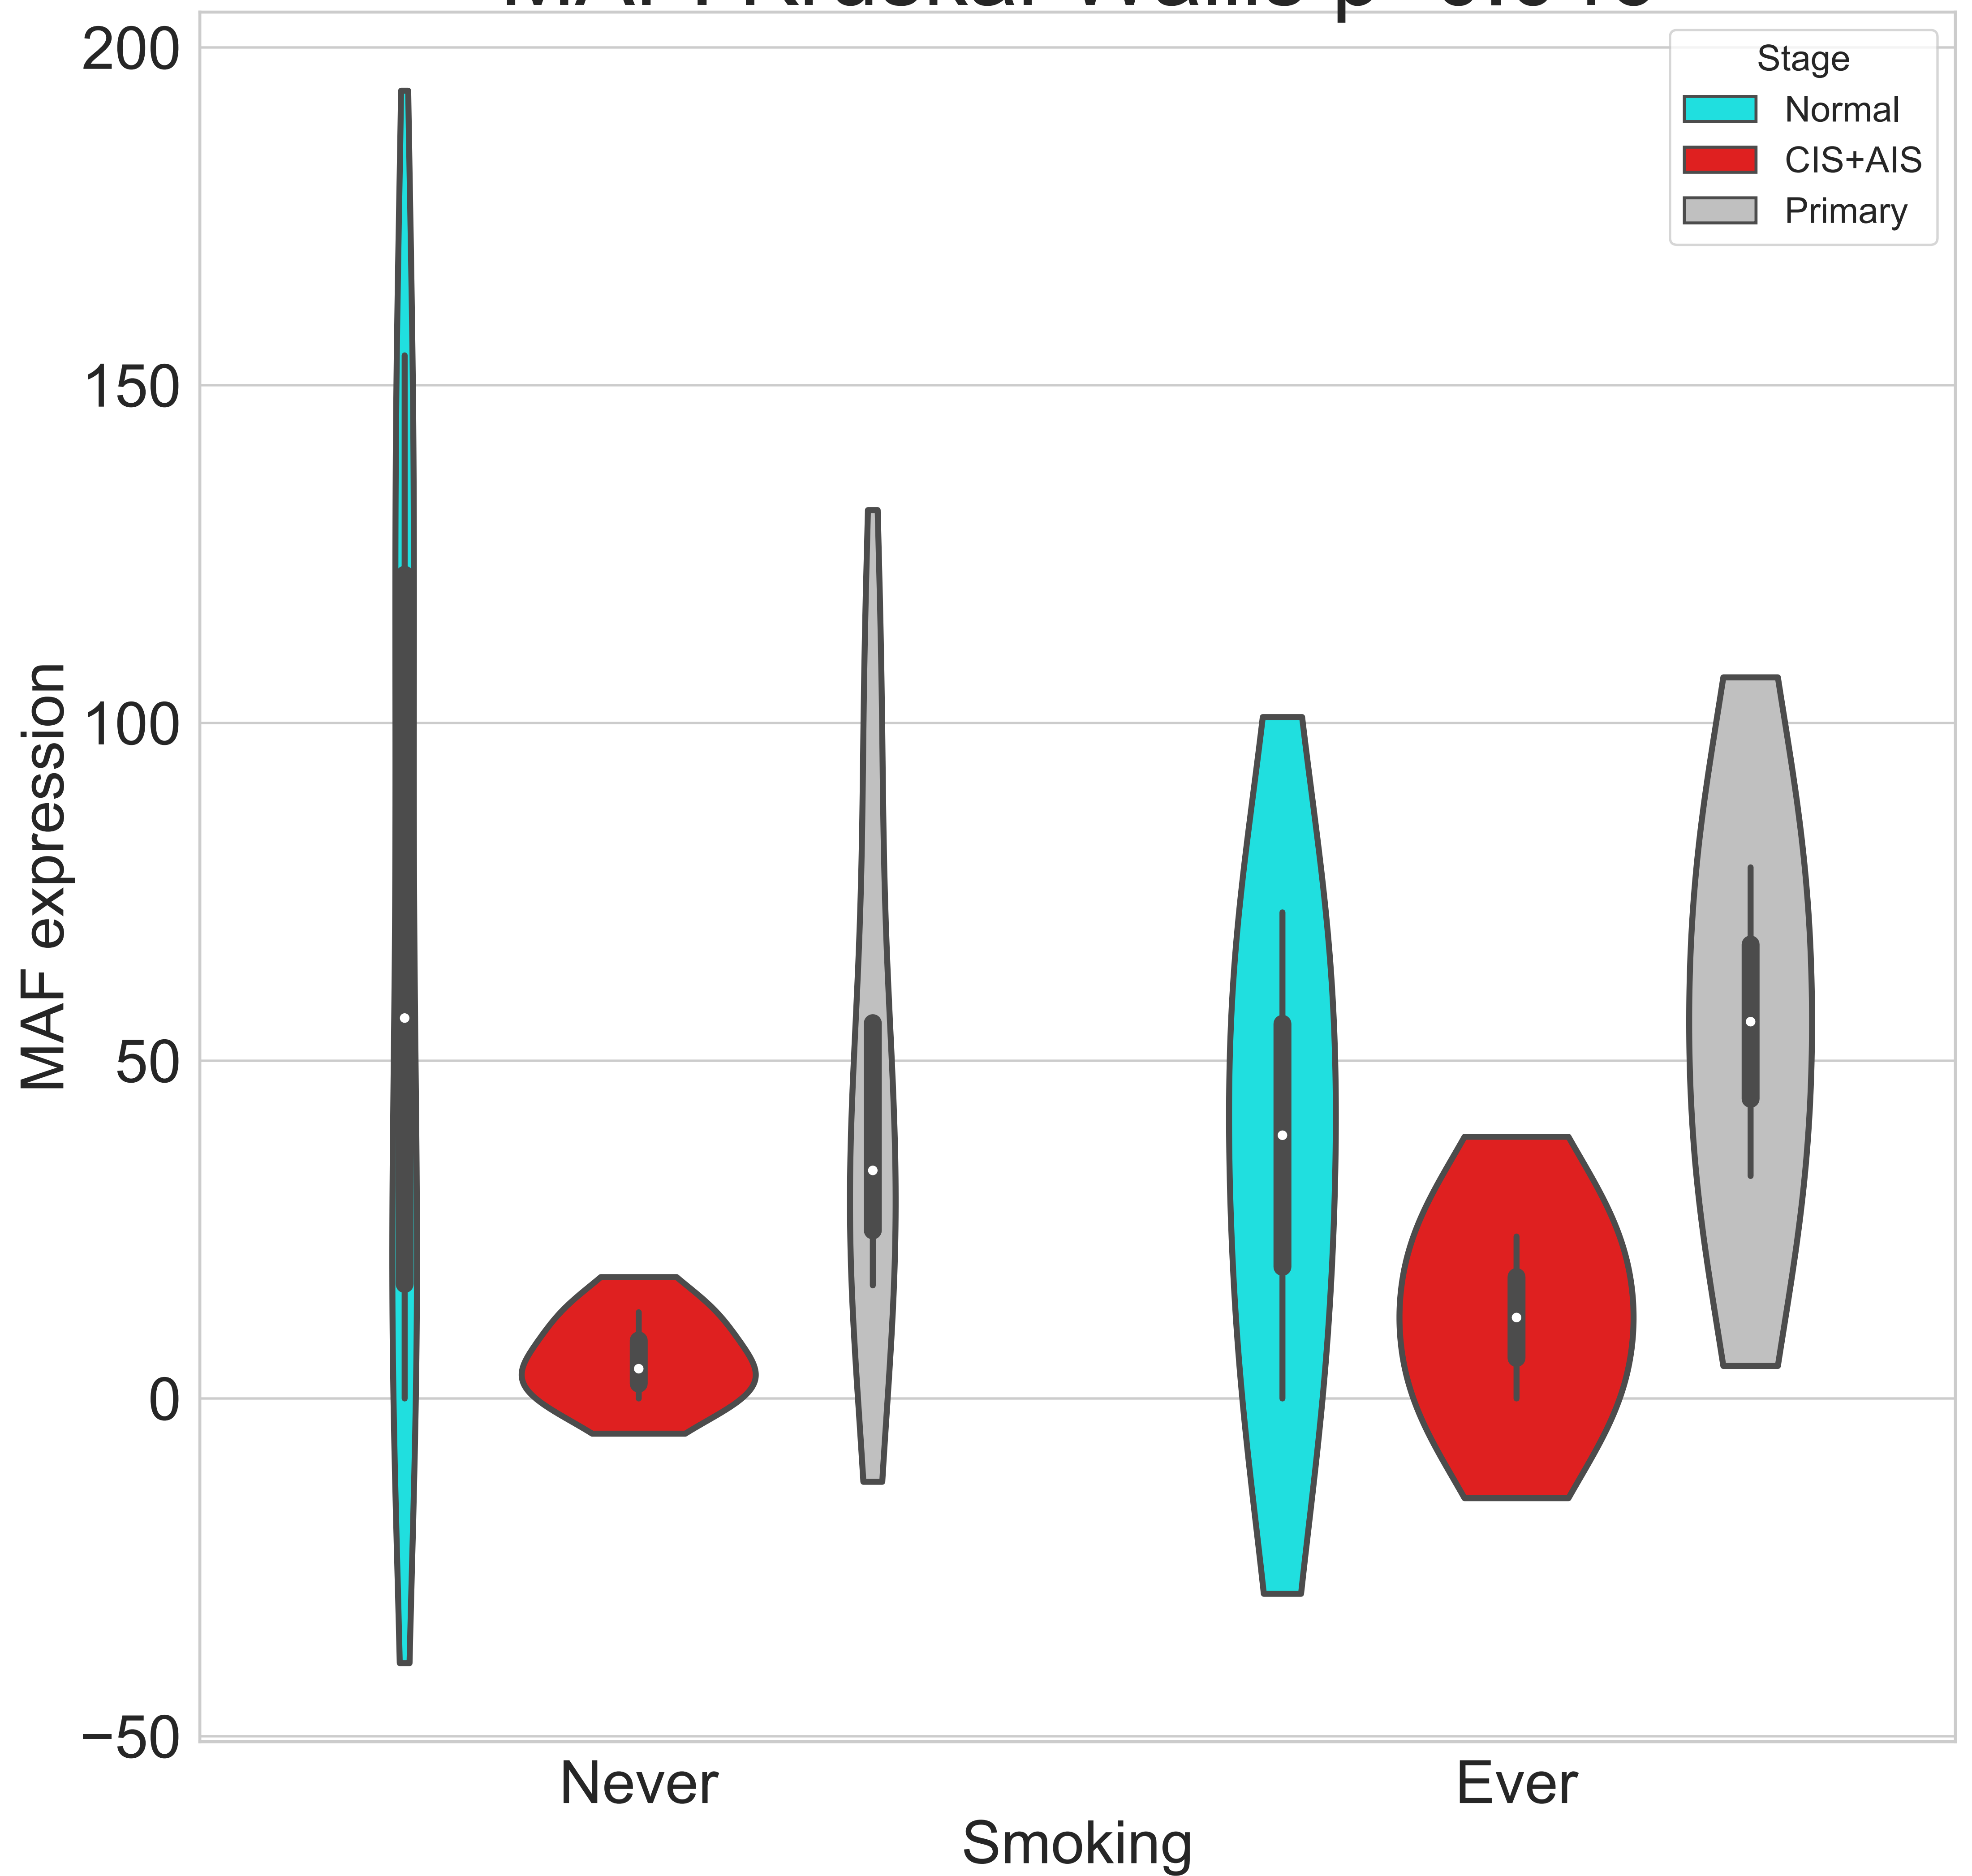 200
150
100
50
0
−50
MAF expression
Stage
Normal
CIS+AIS
Primary
Never
Ever
Smoking